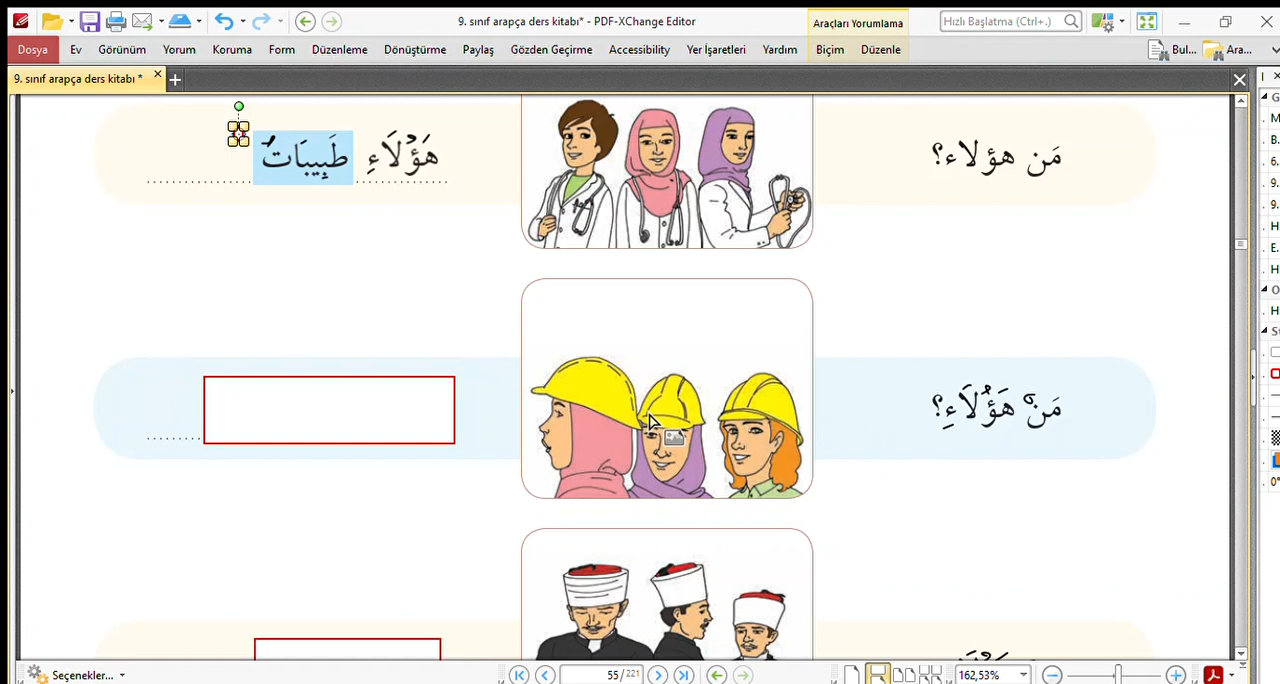 9. sınıf arapça ders kitabı* - PDF-XChange Editor
Araçları Yorumlama
Hızlı Başlatma (Ctrl+.)
Dosya Ev Görünüm Yorum Koruma Form Düzenleme Dönüştürme Paylaş Gözden Geçirme Accessibility Yer İşaretleri Yardım Biçim Düzenle
Bul... Ara...
9. sınıf arapça ders kitabı *
مَن هؤلاء؟
هَؤُلَاءِ طَبِيبَاتٌ
مَنْ هَؤُلَاءِ؟
Seçenekler...
55 / 221
162,53%